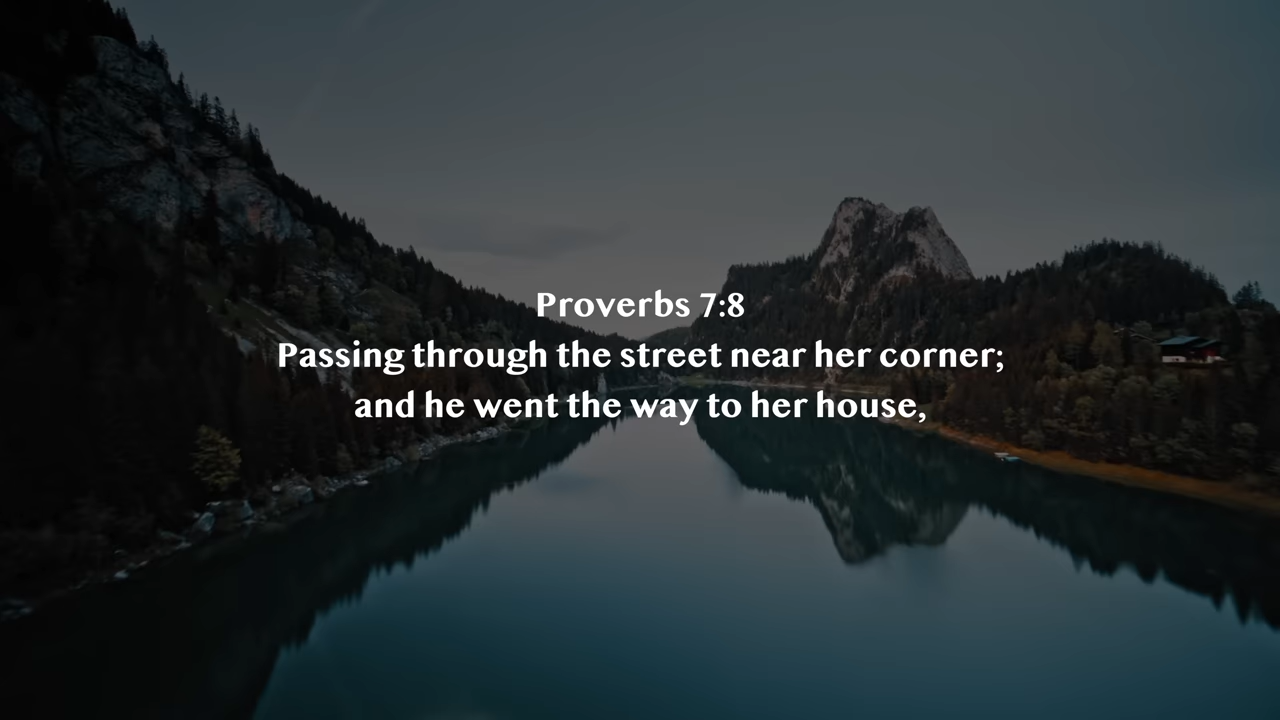 Proverbs 7:8
Passing through the street near her corner;
and he went the way to her house,